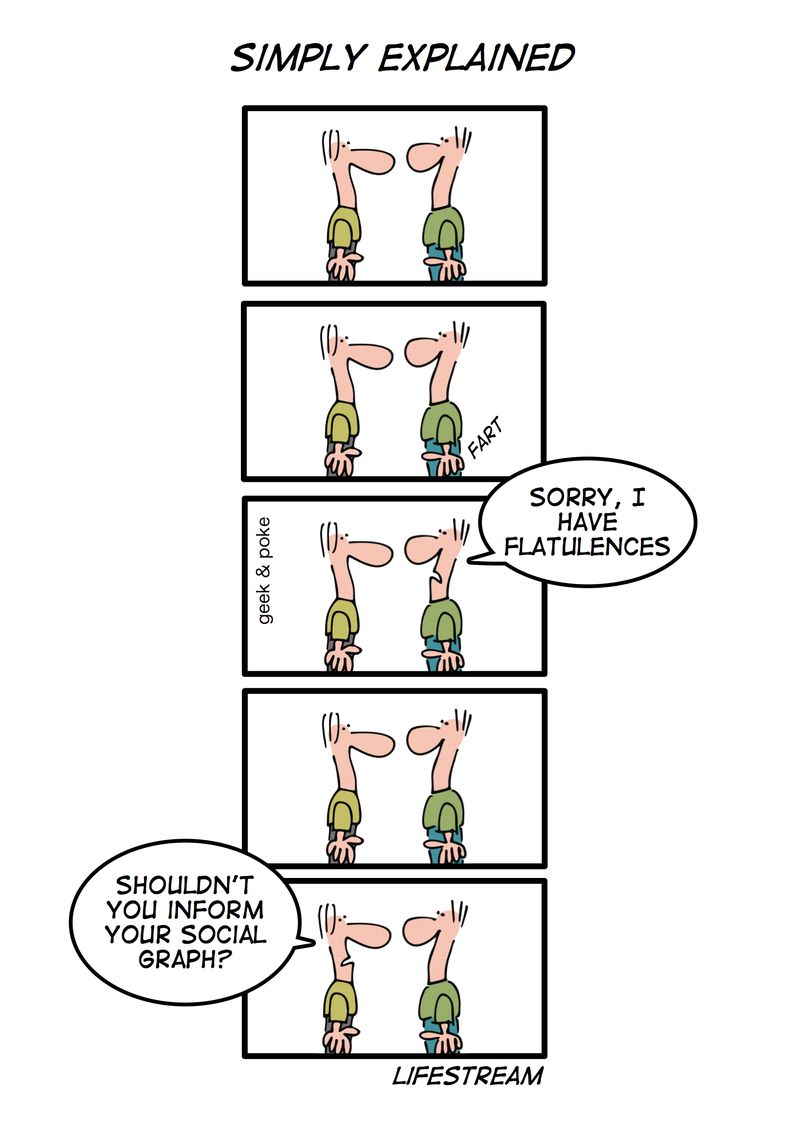 SIMPLY EXPLAINED
FART
SORRY, I
HAVE
FLATULENCES
geek & poke
SHOULDN'T
YOU INFORM
YOUR SOCIAL
GRAPH?
LIFESTREAM